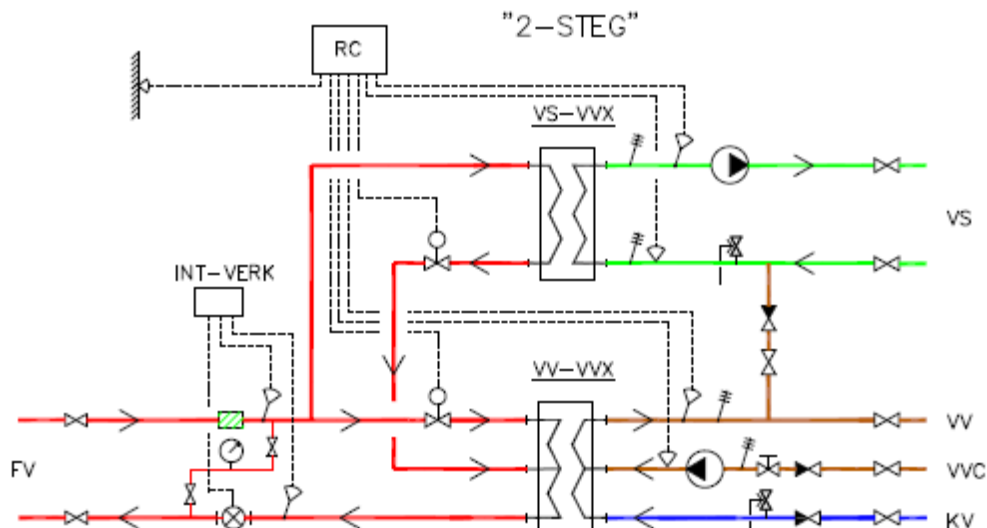 "2-STEG"
RC
VS-VVX
VS
INT-VERK
VV-VVX
VV
FV
VVC
KV